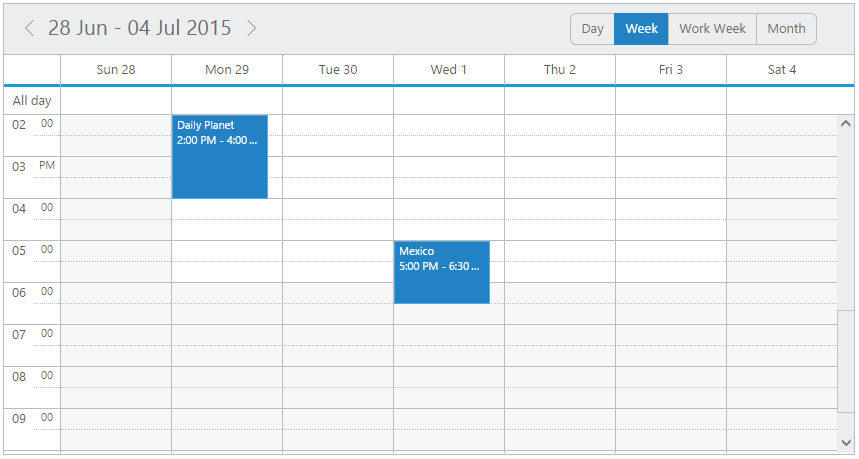 28 Jun - 04 Jul 2015
Day Week Work Week Month
Sun 28 Mon 29 Tue 30 Wed 1 Thu 2 Fri 3 Sat 4
All day
02 00
Daily Planet
2:00 PM - 4:00 ...
03 PM
04 00
05 00
Mexico
5:00 PM - 6:30 ...
06 00
07 00
08 00
09 00